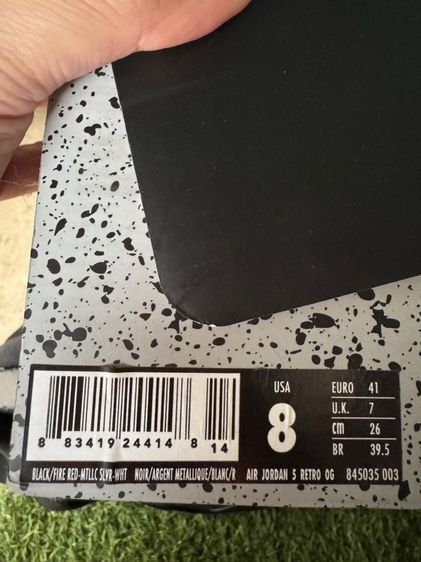 8 83419 24414 8 14
USA
8
EURO 41
U.K. 7
cm 26
BR 39.5
BLACK/FIRE RED-MTLLC SLVR-WHT NOIR/ARGENT METALLIQUE/BLANC/R AIR JORDAN 5 RETRO OG 845035 003